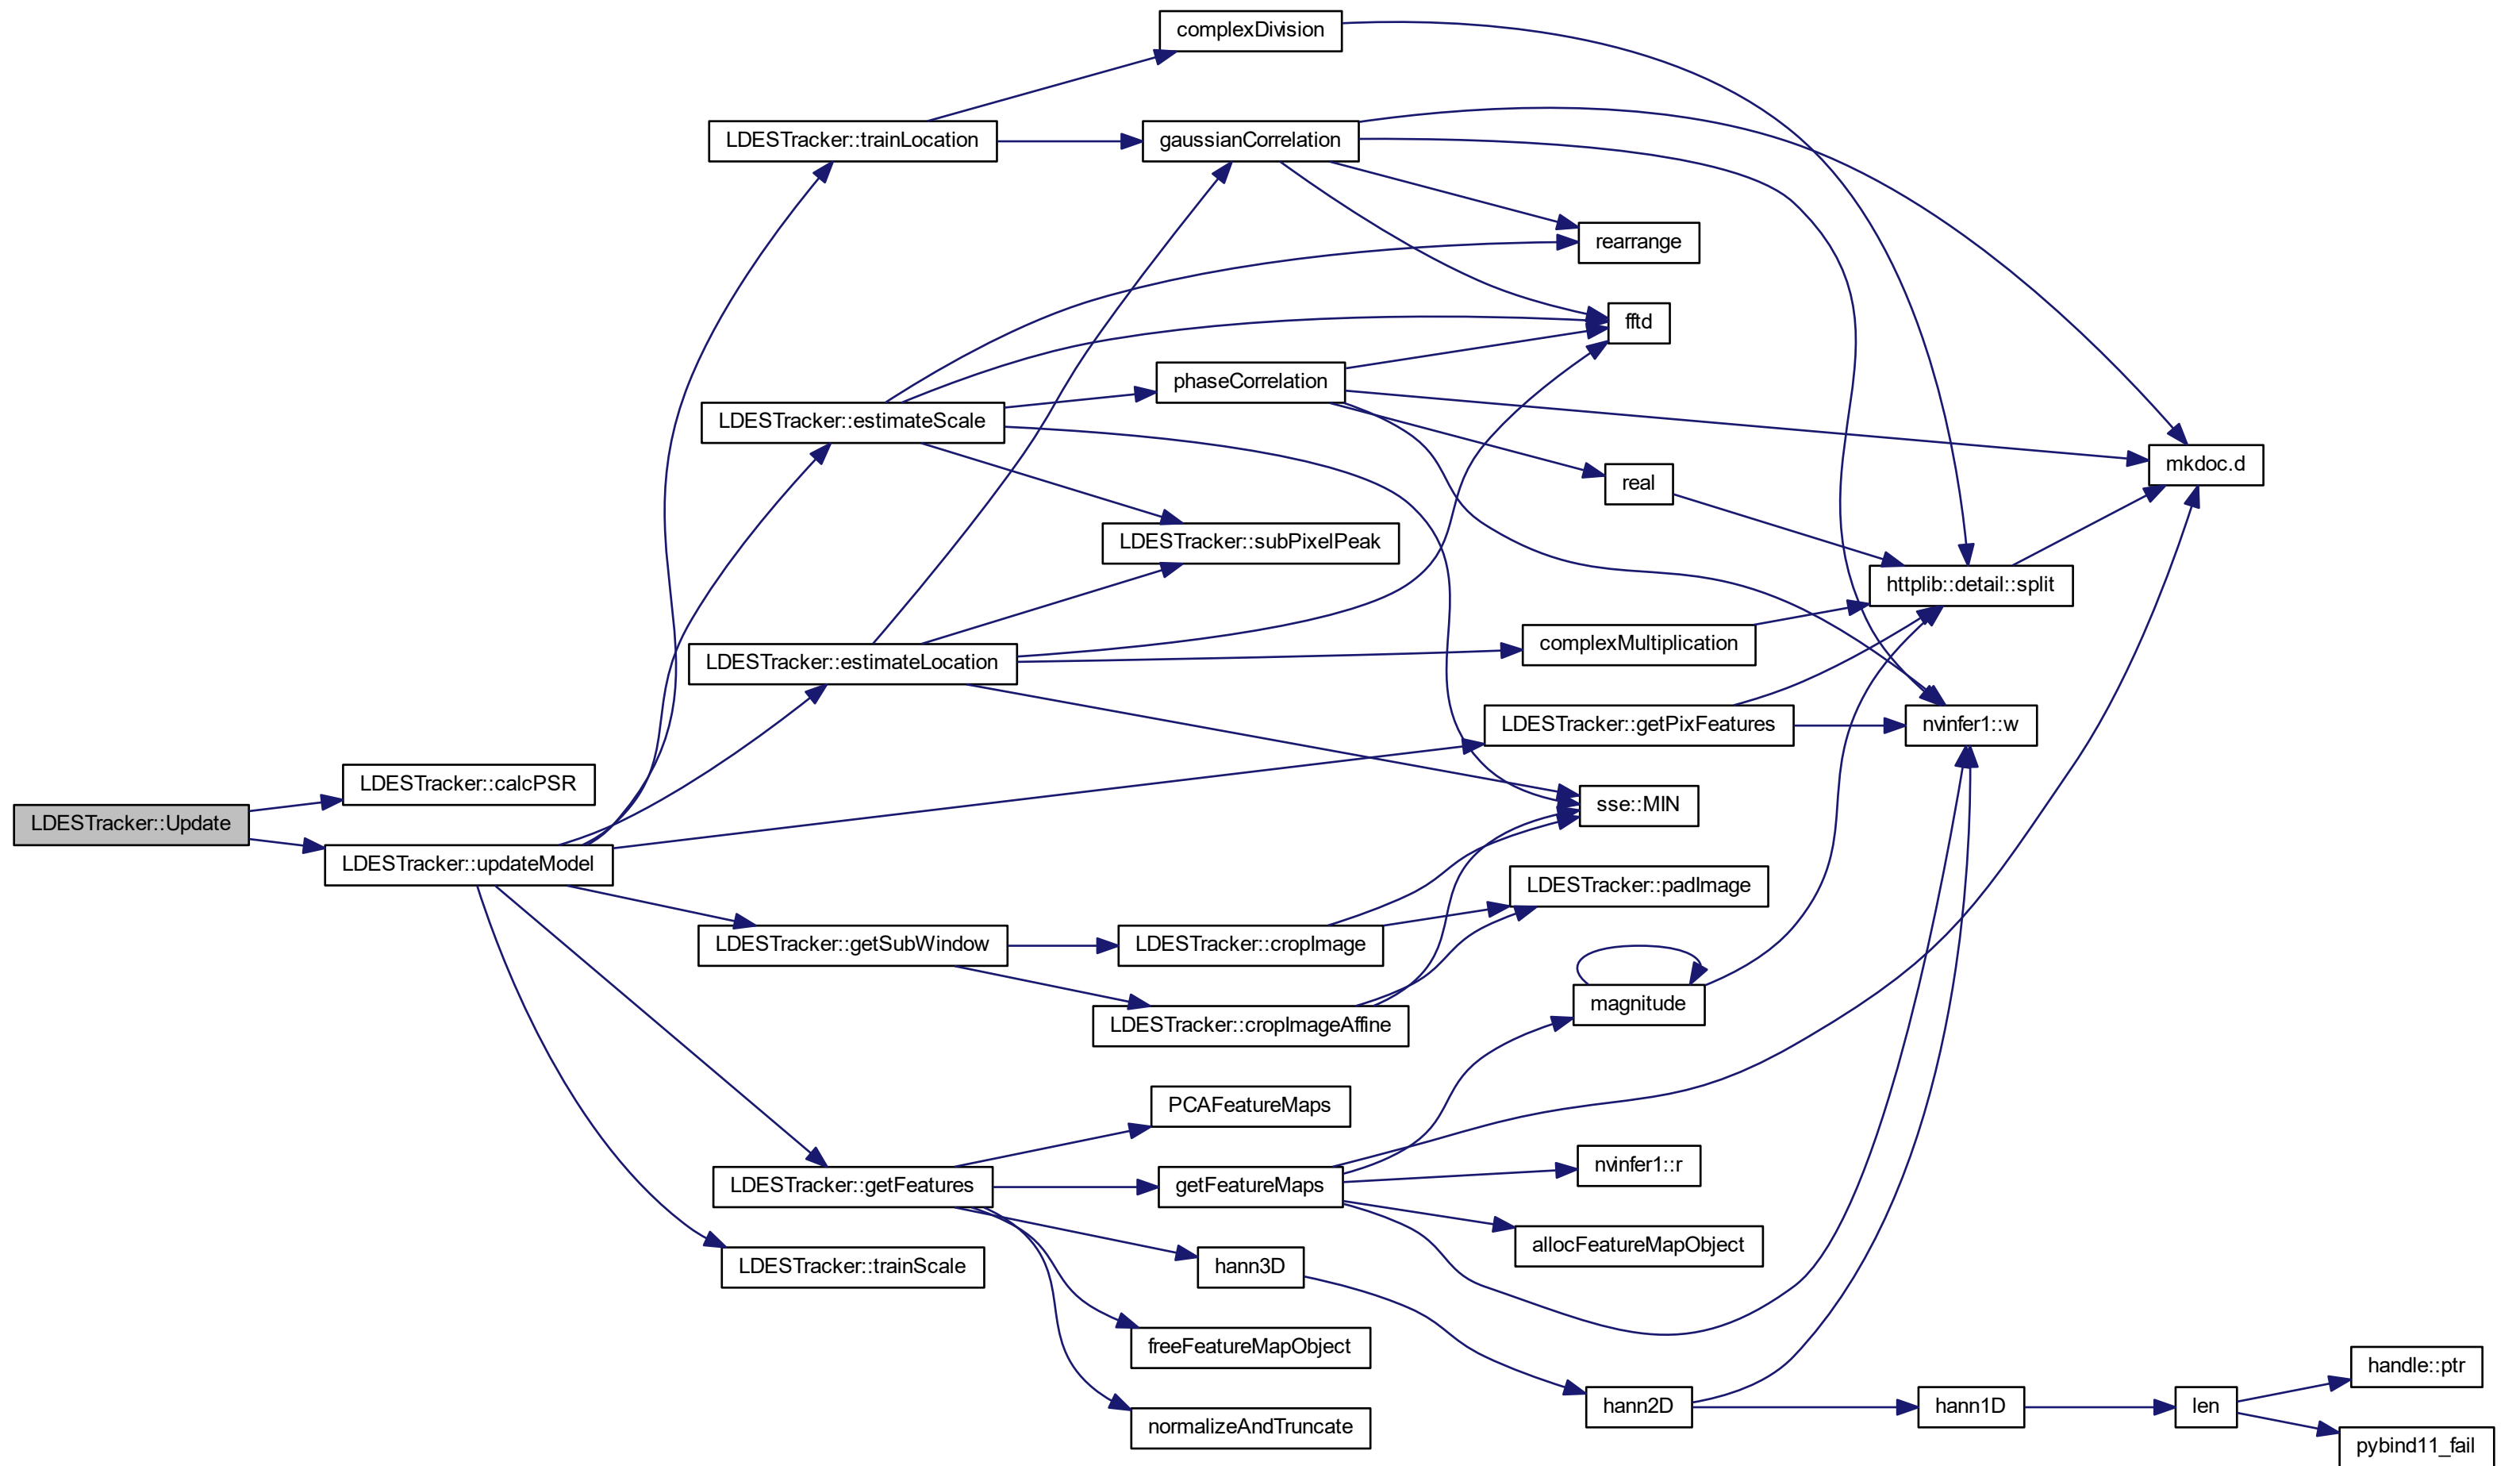 complexDivision
LDESTracker::trainLocation
gaussianCorrelation
rearrange
fftd
phaseCorrelation
LDESTracker::estimateScale
mkdoc.d
real
LDESTracker::subPixelPeak
httplib::detail::split
complexMultiplication
LDESTracker::estimateLocation
LDESTracker::getPixFeatures
nvinfer1::w
LDESTracker::calcPSR
sse::MIN
LDESTracker::Update
LDESTracker::updateModel
LDESTracker::padImage
LDESTracker::getSubWindow
LDESTracker::cropImage
magnitude
LDESTracker::cropImageAffine
PCAFeatureMaps
nvinfer1::r
LDESTracker::getFeatures
getFeatureMaps
allocFeatureMapObject
LDESTracker::trainScale
hann3D
freeFeatureMapObject
handle::ptr
hann2D
hann1D
len
normalizeAndTruncate
pybind11_fail